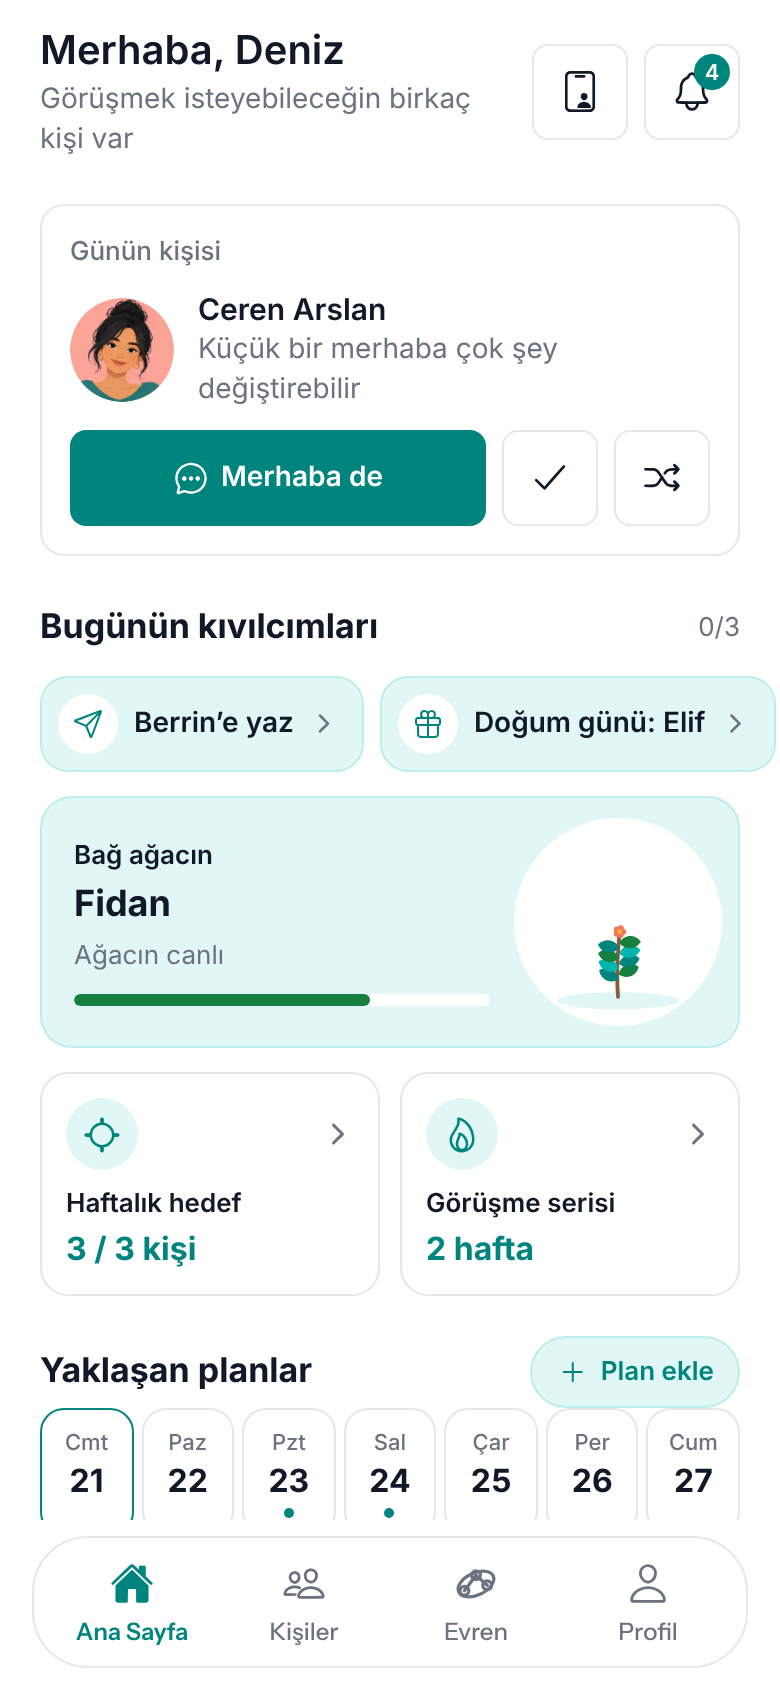 Merhaba, Deniz
Görüşmek isteyebileceğin birkaç
kişi var
4
Günün kişisi
Ceren Arslan
Küçük bir merhaba çok şey
değiştirebilir
Merhaba de
Bugünün kıvılcımları
0/3
Berrin’e yaz
Doğum günü: Elif
Bağ ağacın
Fidan
Ağacın canlı
Haftalık hedef
3 / 3 kişi
Görüşme serisi
2 hafta
Yaklaşan planlar
Plan ekle
Cmt Paz Pzt Sal Çar Per Cum
21 22 23 24 25 26 27
Ana Sayfa Kişiler Evren Profil